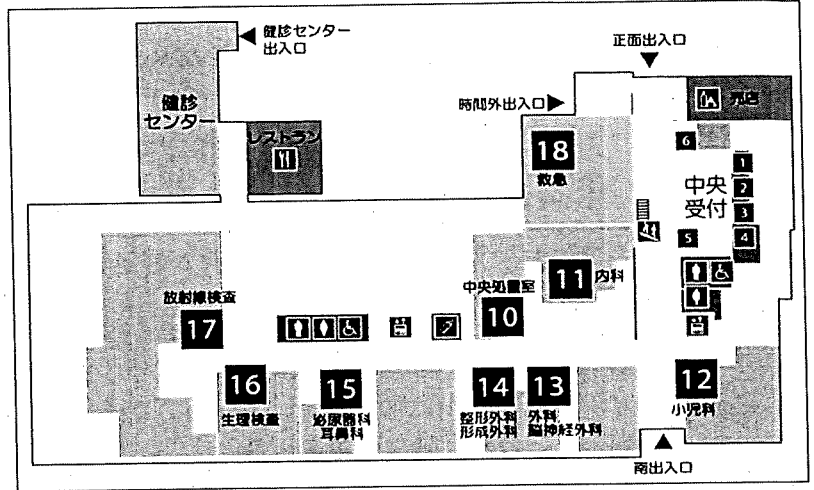 健診センター
出入口
正面出入口
健診
センター
時間外出入口
売店
レストラン
18
救急
6
1
中央
受付
2
3
5
4
11
内科
中央処置室
10
放射線検査
17
16
生理検査
15
泌尿器科
耳鼻科
14
整形外科
形成外科
13
外科
脳神経外科
12
小児科
南出入口